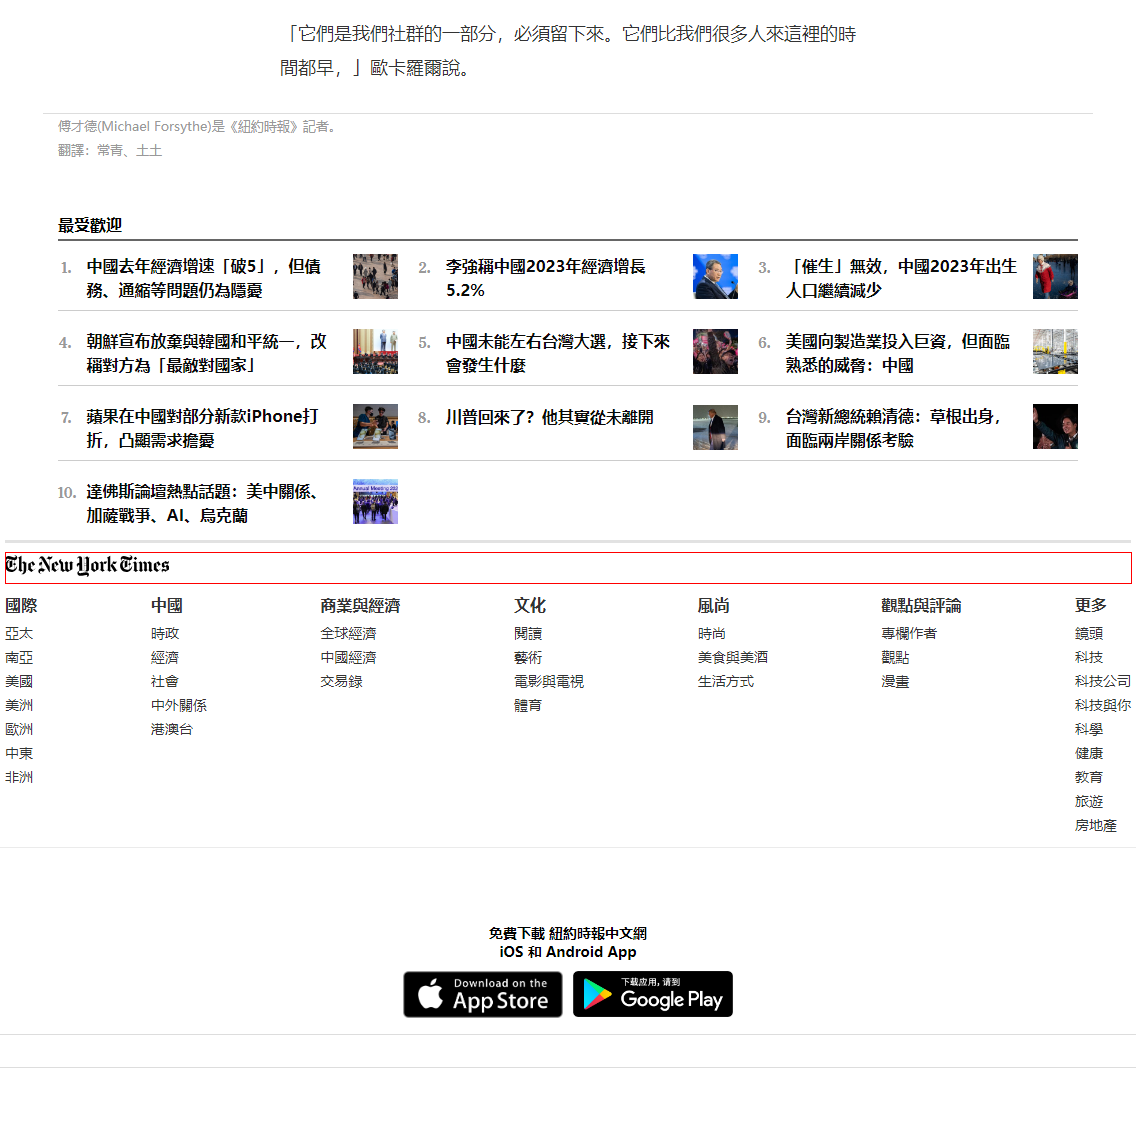 「它們是我們社群的一部分，必須留下來。它們比我們很多人來這裡的時
間都早，」歐卡羅爾說。
傅才德(Michael Forsythe)是《紐約時報》記者。
翻譯：常青、土土
最受歡迎
1. 中國去年經濟增速「破5」，但債
務、通縮等問題仍為隱憂
2. 李強稱中國2023年經濟增長
5.2%
3. 「催生」無效，中國2023年出生
人口繼續減少
4. 朝鮮宣布放棄與韓國和平統一，改
稱對方為「最敵對國家」
5. 中國未能左右台灣大選，接下來
會發生什麼
6. 美國向製造業投入巨資，但面臨
熟悉的威脅：中國
7. 蘋果在中國對部分新款iPhone打
折，凸顯需求擔憂
8. 川普回來了？他其實從未離開
9. 台灣新總統賴清德：草根出身，
面臨兩岸關係考驗
10. 達佛斯論壇熱點話題：美中關係、
加薩戰爭、AI、烏克蘭
Annual Meeting
The New York Times
國際
亞太
南亞
美國
美洲
歐洲
中東
非洲
中國
時政
經濟
社會
中外關係
港澳台
商業與經濟
全球經濟
中國經濟
交易錄
文化
閱讀
藝術
電影與電視
體育
風尚
時尚
美食與美酒
生活方式
觀點與評論
專欄作者
觀點
漫畫
更多
鏡頭
科技
科技公司
科技與你
科學
健康
教育
旅遊
房地產
免費下載 紐約時報中文網
iOS 和 Android App
Download on the
App Store
下载应用, 请到
Google Play